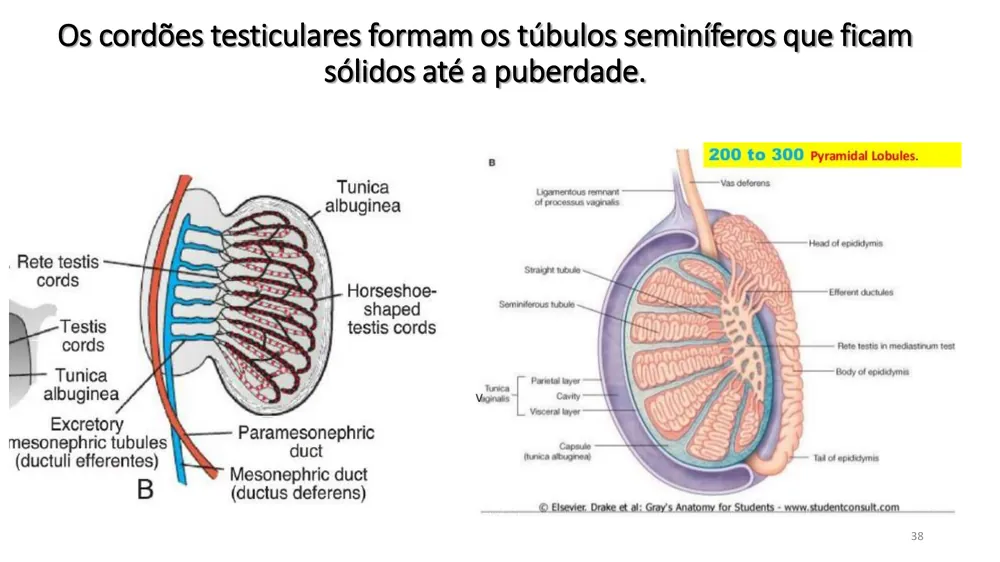 Os cordões testiculares formam os túbulos seminíferos que ficam
sólidos até a puberdade.
Tunica
albuginea
Rete testis
cords
Horseshoe-
shaped
testis cords
Testis
cords
Tunica
albuginea
Excretory
mesonephric tubules
(ductuli efferentes)
Paramesonephric
duct
Mesonephric duct
(ductus deferens)
B
200 to 300 Pyramidal Lobules.
B
Vas deferens
Ligamentous remnant
of processus vaginalis
Head of epididymis
Straight tubule
Efferent ductules
Seminiferous tubule
Rete testis in mediastinum test
Body of epididymis
Parietal layer
Tunica
Vaginalis
Cavity
Visceral layer
Capsule
(tunica albuginea)
Tail of epididymis
© Elsevier. Drake et al: Gray's Anatomy for Students - www.studentconsult.com
38